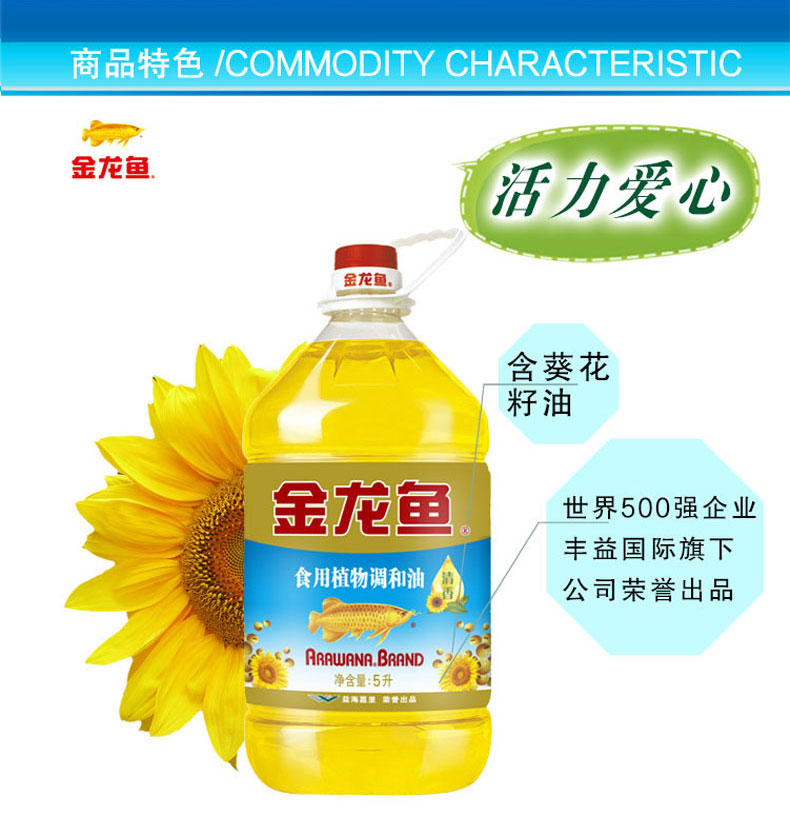 商品特色 /COMMODITY CHARACTERISTIC
金龙鱼
活力爱心
金龙鱼
含葵花
籽油
金龙鱼
世界500强企业
丰益国际旗下
公司荣誉出品
食用植物调和油
清香
ARAWANA BRAND
净含量:5升
益海嘉里 荣誉出品